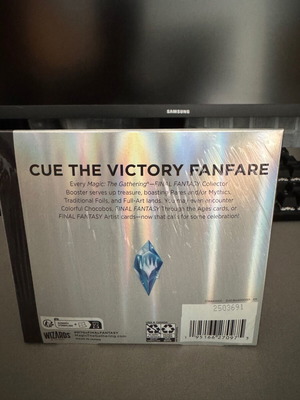 SAMSUNG
CUE THE VICTORY FANFARE
Every Magic: The Gathering®—FINAL FANTASY Collector
Booster serves up treasure, boasting Rares and/or Mythics,
Traditional Foils, and Full-Art lands. You may even encounter
Colorful Chocobos, FINAL FANTASY Through the Ages cards, or
FINAL FANTASY Artist cards—now that calls for some celebration!
2503691
WIZARDS